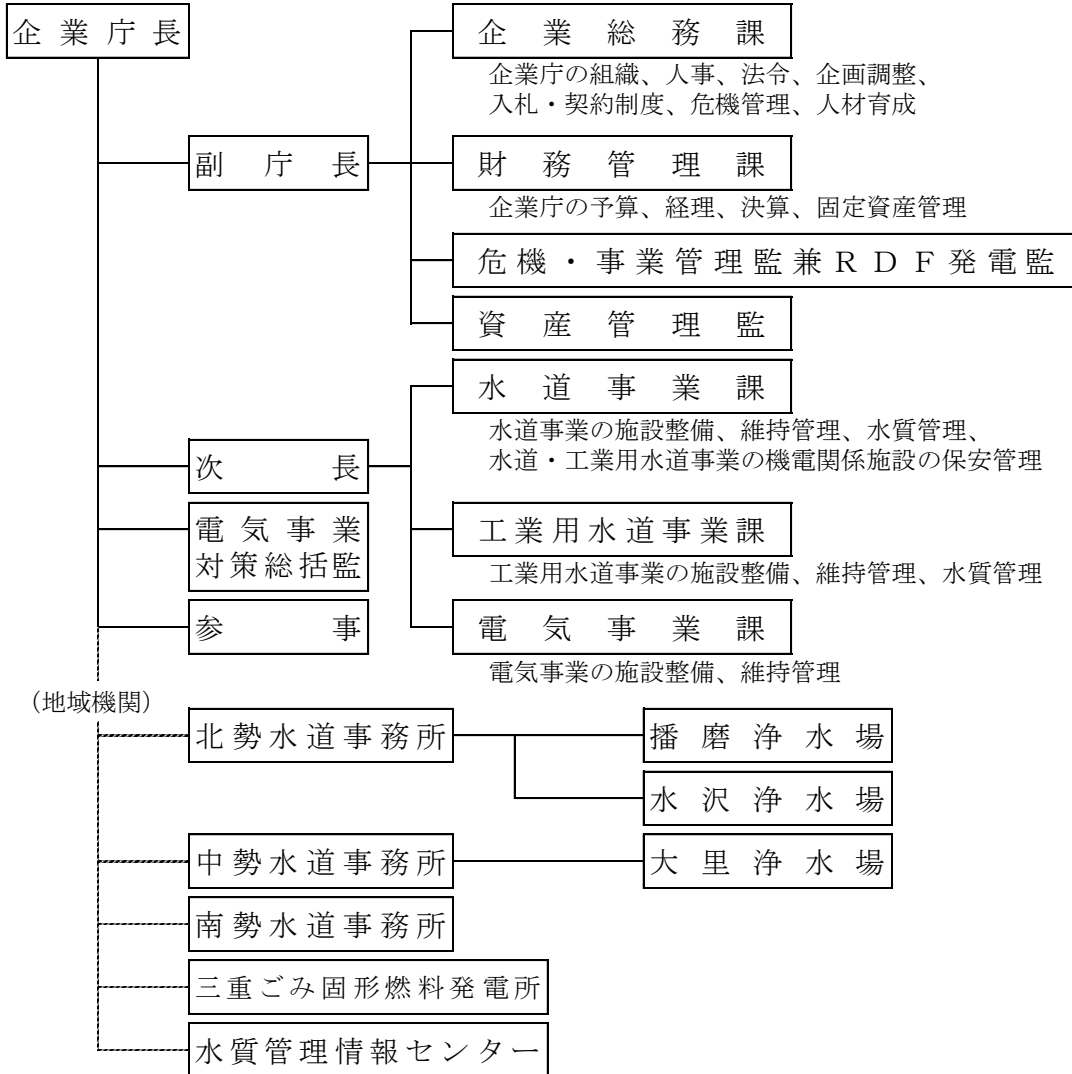 企業庁長
企業総務課
企業庁の組織、人事、法令、企画調整、
入札・契約制度、危機管理、人材育成
副庁長
財務管理課
企業庁の予算、経理、決算、固定資産管理
危機・事業管理監兼RDF発電監
資産管理監
水道事業課
水道事業の施設整備、維持管理、水質管理、
水道・工業用水道事業の機電関係施設の保安管理
次長
電気事業
対策総括監
工業用水道事業課
工業用水道事業の施設整備、維持管理、水質管理
参事
電気事業課
電気事業の施設整備、維持管理
（地域機関）
北勢水道事務所
播磨浄水場
水沢浄水場
中勢水道事務所
大里浄水場
南勢水道事務所
三重ごみ固形燃料発電所
水質管理情報センター